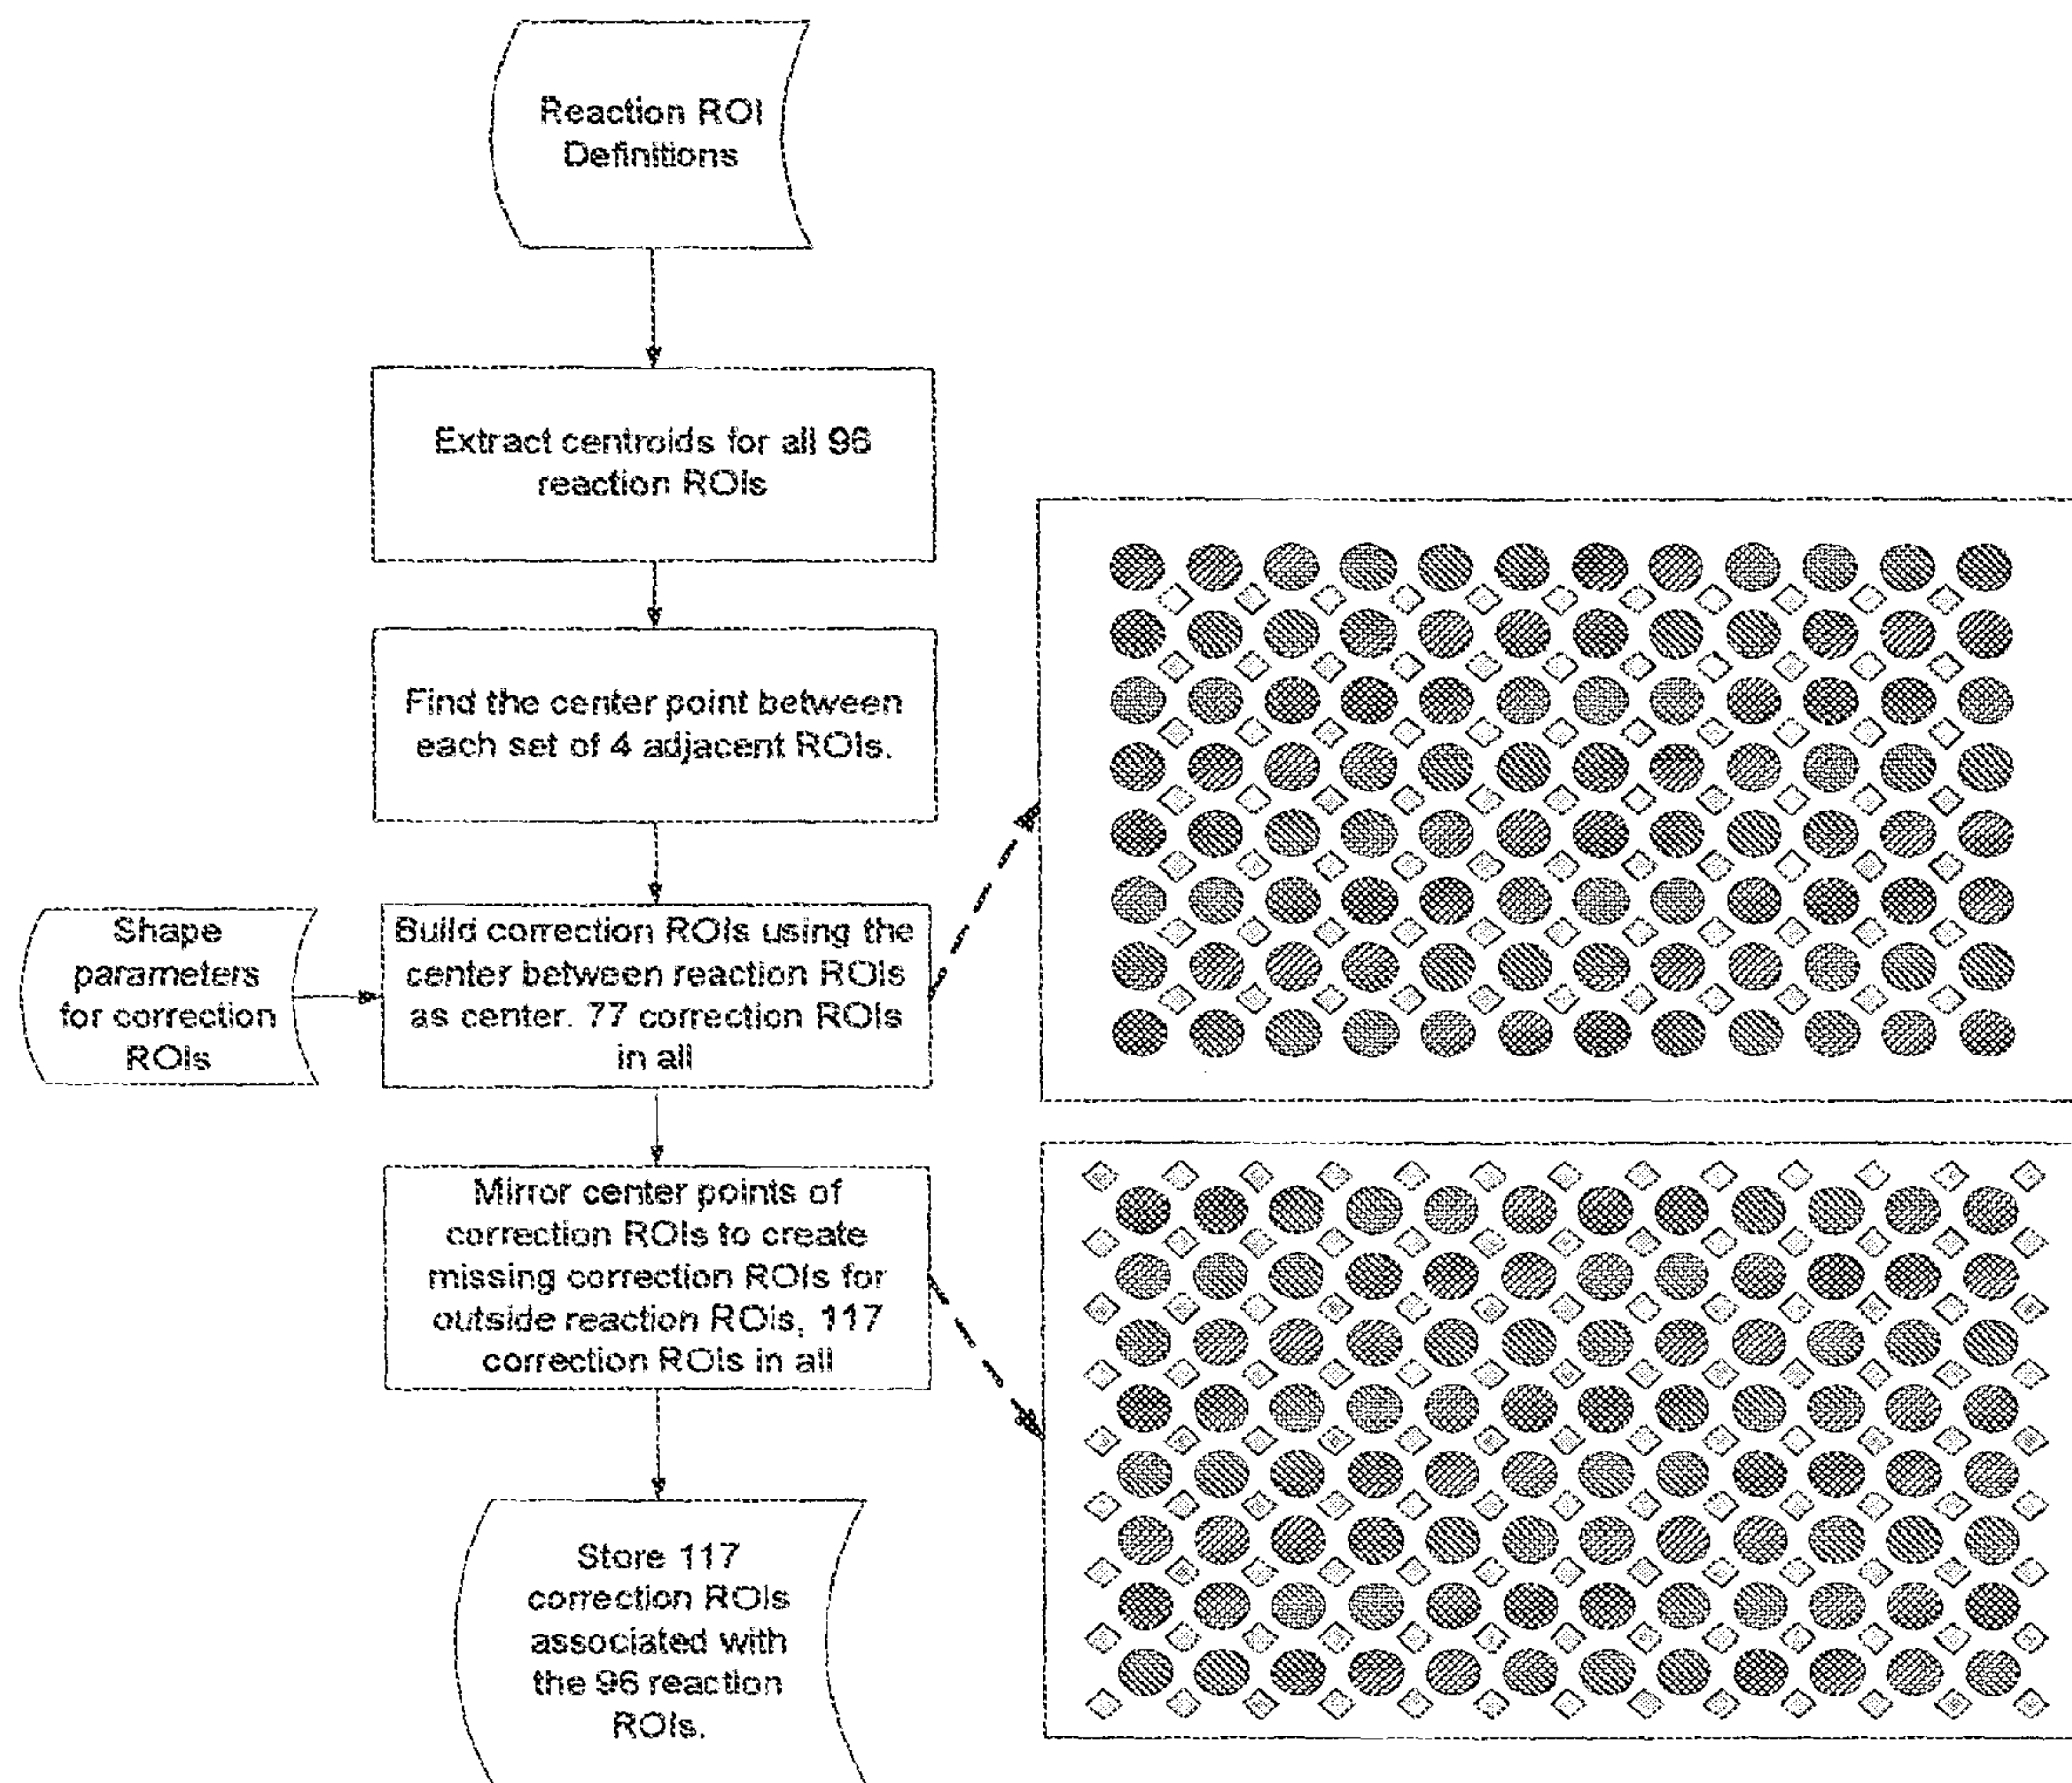 Reaction ROI
Definitions
Extract centroids for all 96
reaction ROIs
Find the center point between
each set of 4 adjacent ROIs.
Shape
parameters
for correction
ROIs
Build correction ROIs using the
center between reaction ROIs
as center. 77 correction ROIs
in all
Mirror center points of
correction ROIs to create
missing correction ROIs for
outside reaction ROIs, 117
correction ROIs in all
Store 117
correction ROIs
associated with
the 96 reaction
ROIs.